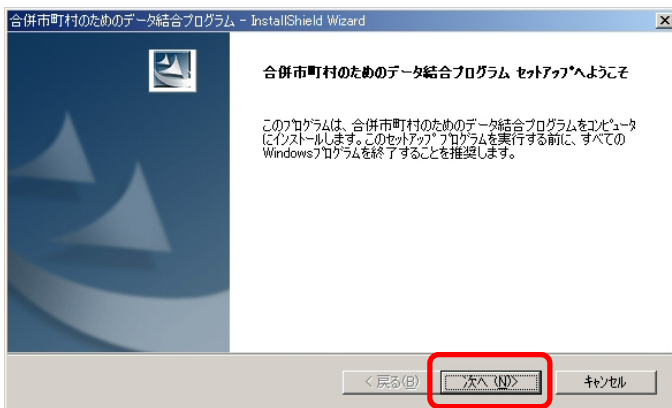 合併市町村のためのデータ結合プログラム - InstallShield Wizard
合併市町村のためのデータ結合プログラム ｾｯﾄｱｯﾌﾟへようこそ
このﾌﾟﾛｸﾞﾗﾑは、合併市町村のためのデータ結合プログラムをｺﾝﾋﾟｭｰﾀ
にｲﾝｽﾄｰﾙします。このｾｯﾄｱｯﾌﾟ ﾌﾟﾛｸﾞﾗﾑを実行する前に、すべての
Windowsﾌﾟﾛｸﾞﾗﾑを終了することを推奨します。
< 戻る(B)
次へ (N)>
ｷｬﾝｾﾙ